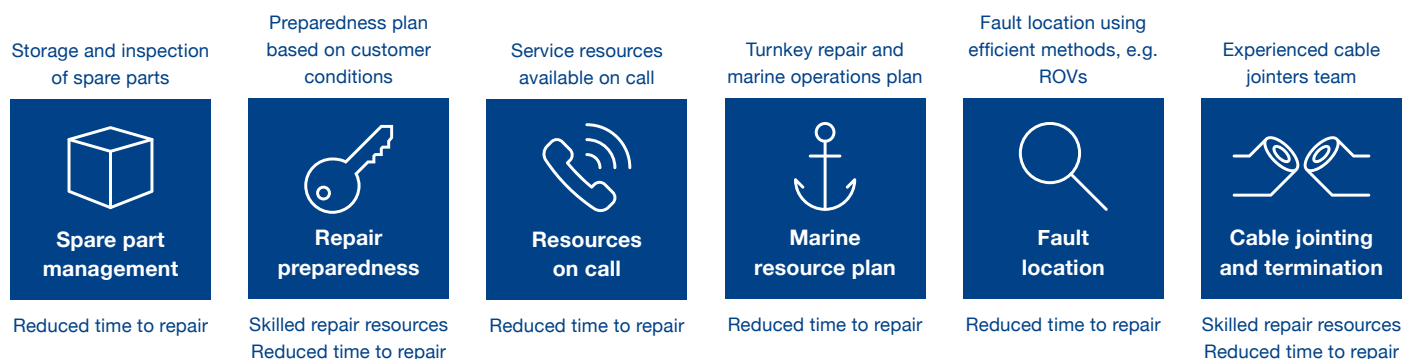 Storage and inspection
of spare parts
Spare part
management
Reduced time to repair
Preparedness plan
based on customer
conditions
Repair
preparedness
Skilled repair resources
Reduced time to repair
Service resources
available on call
Resources
on call
Reduced time to repair
Turnkey repair and
marine operations plan
Marine
resource plan
Reduced time to repair
Fault location using
efficient methods, e.g.
ROVs
Fault
location
Reduced time to repair
Experienced cable
jointers team
Cable jointing
and termination
Skilled repair resources
Reduced time to repair